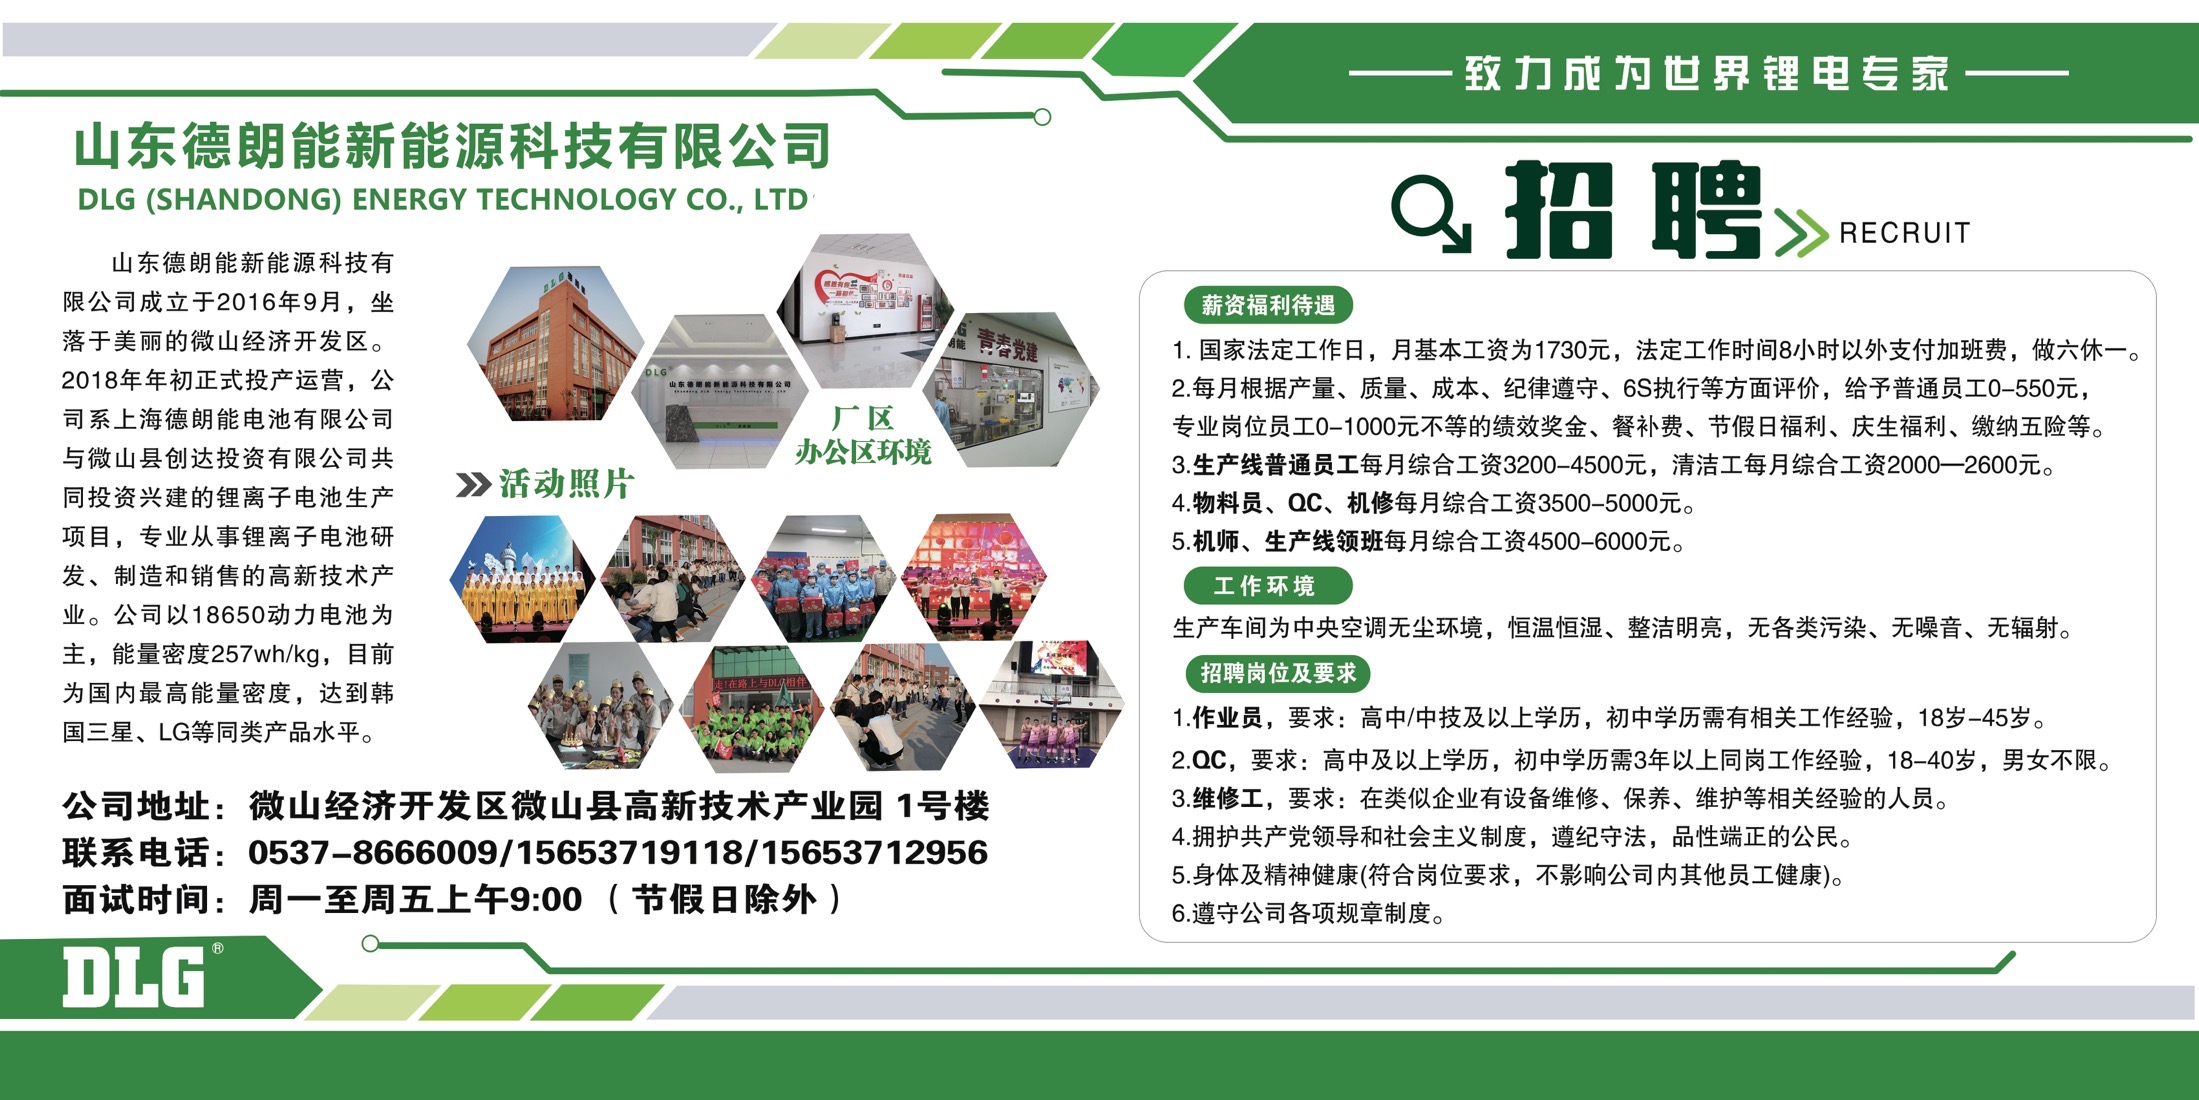 致力成为世界锂电专家
山东德朗能新能源科技有限公司
DLG (SHANDONG) ENERGY TECHNOLOGY CO., LTD
山东德朗能新能源科技有
限公司成立于2016年9月，坐
落于美丽的微山经济开发区。
2018年年初正式投产运营，公
司系上海德朗能电池有限公司
与微山县创达投资有限公司共
同投资兴建的锂离子电池生产
项目，专业从事锂离子电池研
发、制造和销售的高新技术产
业。公司以18650动力电池为
主，能量密度257wh/kg，目前
为国内最高能量密度，达到韩
国三星、LG等同类产品水平。
DLG
DLG
山东德朗能新能源科技有限公司
青春党建
厂区
办公区环境
活动照片
走!在路上与DLG相伴
公司地址：微山经济开发区微山县高新技术产业园 1号楼
联系电话：0537-8666009/15653719118/15653712956
面试时间：周一至周五上午9:00 （节假日除外）
DLG®
招聘
RECRUIT
薪资福利待遇
1. 国家法定工作日，月基本工资为1730元，法定工作时间8小时以外支付加班费，做六休一。
2.每月根据产量、质量、成本、纪律遵守、6S执行等方面评价，给予普通员工0-550元，
专业岗位员工0-1000元不等的绩效奖金、餐补费、节假日福利、庆生福利、缴纳五险等。
3.生产线普通员工每月综合工资3200-4500元，清洁工每月综合工资2000—2600元。
4.物料员、QC、机修每月综合工资3500-5000元。
5.机师、生产线领班每月综合工资4500-6000元。
工作环境
生产车间为中央空调无尘环境，恒温恒湿、整洁明亮，无各类污染、无噪音、无辐射。
招聘岗位及要求
1.作业员，要求：高中/中技及以上学历，初中学历需有相关工作经验，18岁-45岁。
2.QC，要求：高中及以上学历，初中学历需3年以上同岗工作经验，18-40岁，男女不限。
3.维修工，要求：在类似企业有设备维修、保养、维护等相关经验的人员。
4.拥护共产党领导和社会主义制度，遵纪守法，品性端正的公民。
5.身体及精神健康(符合岗位要求，不影响公司内其他员工健康)。
6.遵守公司各项规章制度。